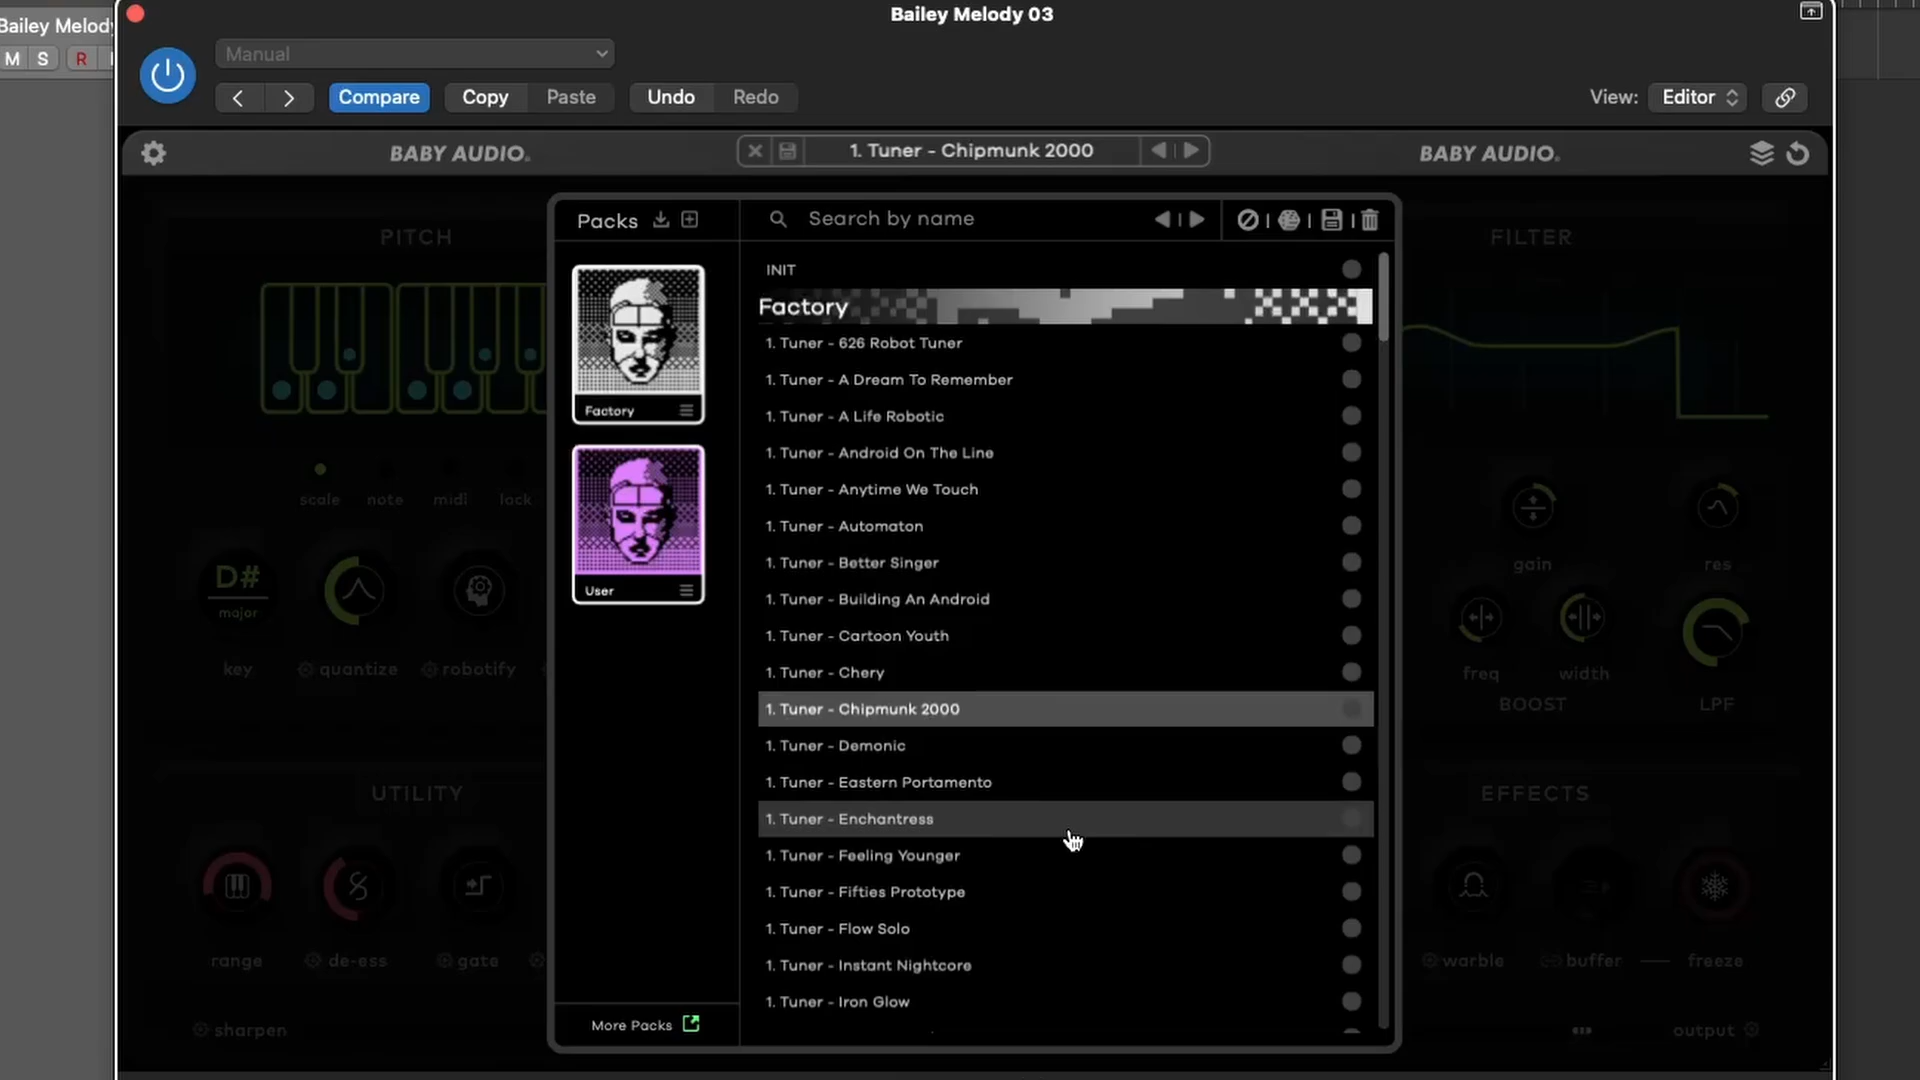 Bailey Melody
Bailey Melody 03
M S R
Manual
Compare Copy Paste Undo Redo
View: Editor
BABY AUDIO.
1. Tuner - Chipmunk 2000
BABY AUDIO.
Packs
Search by name
PITCH
FILTER
INIT
Factory
1. Tuner - 626 Robot Tuner
1. Tuner - A Dream To Remember
1. Tuner - A Life Robotic
1. Tuner - Android On The Line
1. Tuner - Anytime We Touch
1. Tuner - Automaton
1. Tuner - Better Singer
1. Tuner - Building An Android
1. Tuner - Cartoon Youth
1. Tuner - Chery
1. Tuner - Chipmunk 2000
1. Tuner - Demonic
1. Tuner - Eastern Portamento
1. Tuner - Enchantress
1. Tuner - Feeling Younger
1. Tuner - Fifties Prototype
1. Tuner - Flow Solo
1. Tuner - Instant Nightcore
1. Tuner - Iron Glow
Factory
User
More Packs
scale note midi lock
D#
major
key quantize robotify
UTILITY
range de-ess gate
sharpen
gain res
freq width
BOOST LPF
EFFECTS
warble buffer freeze
output